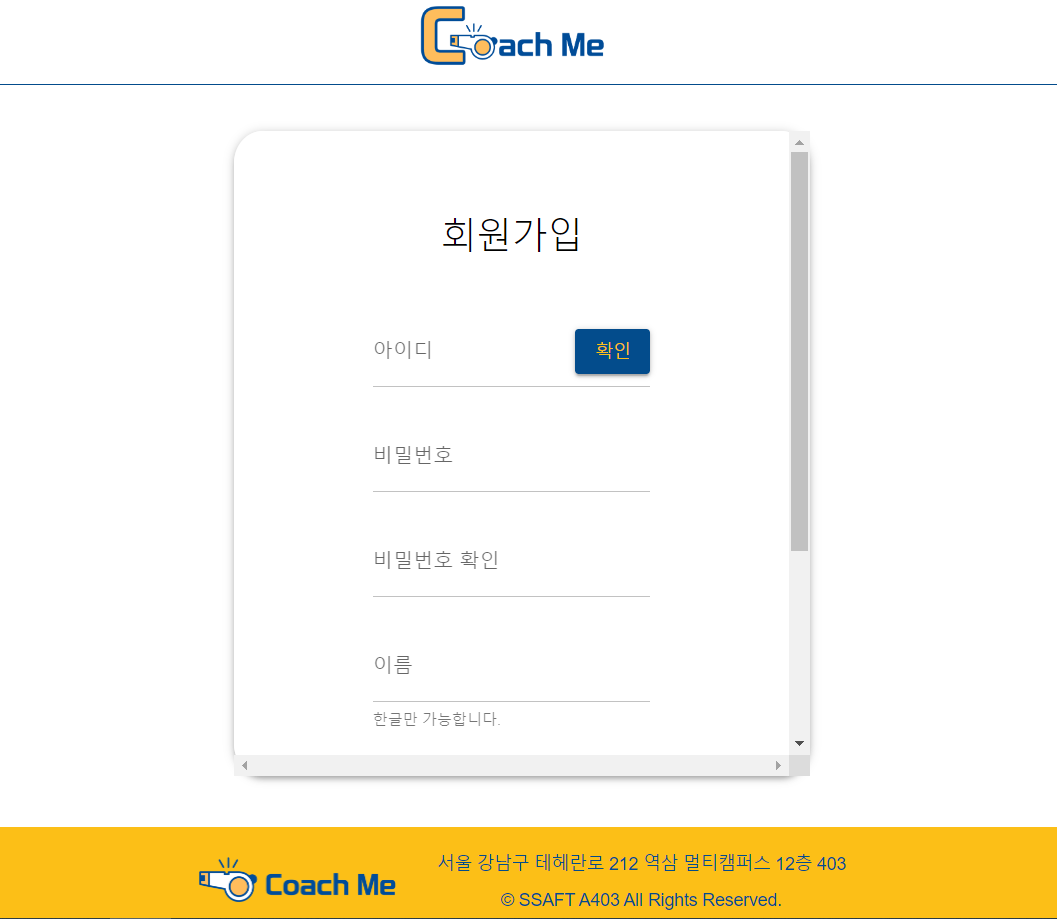 Coach Me
회원가입
아이디
확인
비밀번호
비밀번호 확인
이름
한글만 가능합니다.
Coach Me
서울 강남구 테헤란로 212 역삼 멀티캠퍼스 12층 403
© SSAFT A403 All Rights Reserved.